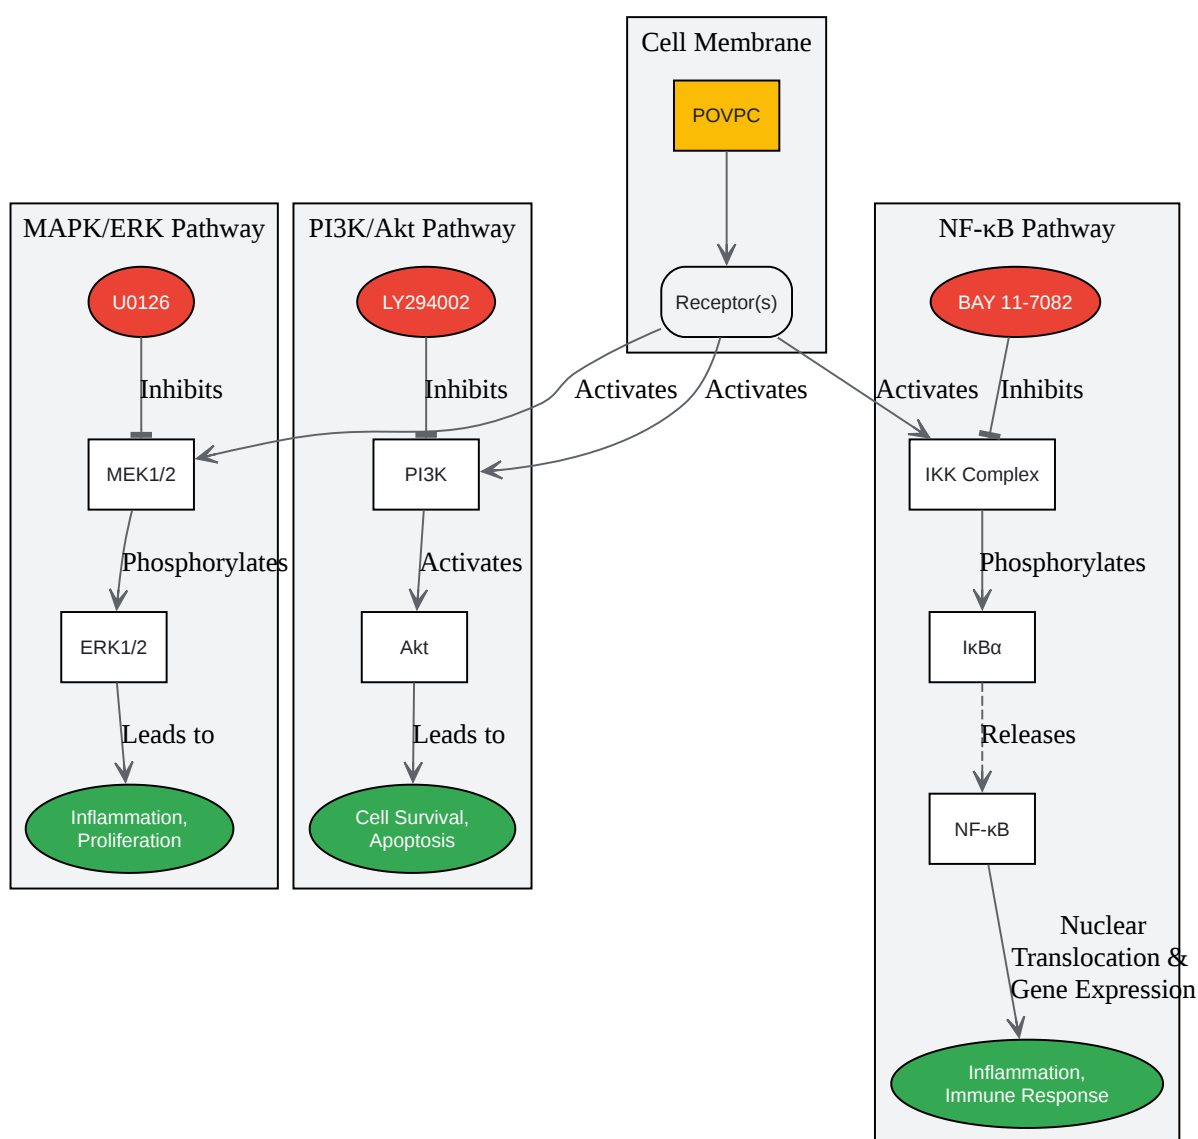 Cell Membrane
POVPC
MAPK/ERK Pathway
PI3K/Akt Pathway
NF-κB Pathway
U0126
LY294002
Receptor(s)
BAY 11-7082
Inhibits
Inhibits
Activates
Activates
Activates
Inhibits
MEK1/2
PI3K
IKK Complex
Phosphorylates
Activates
Phosphorylates
ERK1/2
Akt
IκBα
Leads to
Leads to
Releases
Inflammation,
Proliferation
Cell Survival,
Apoptosis
NF-κB
Nuclear
Translocation &
Gene Expression
Inflammation,
Immune Response